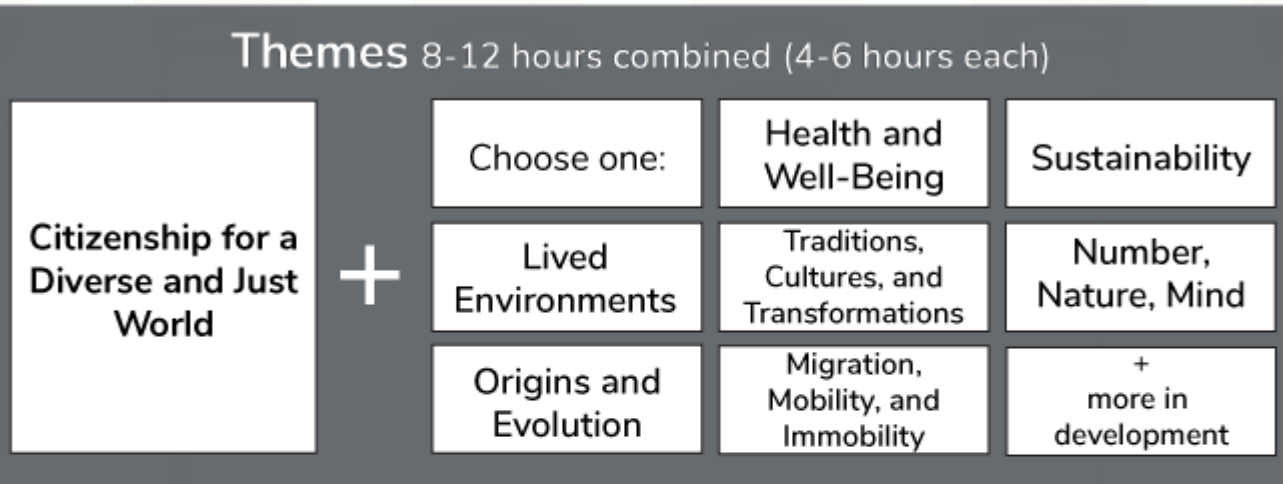 Themes 8-12 hours combined (4-6 hours each)
Citizenship for a
Diverse and Just
World
+
Choose one:
Health and
Well-Being
Sustainability
Lived
Environments
Traditions,
Cultures, and
Transformations
Number,
Nature, Mind
Origins and
Evolution
Migration,
Mobility, and
Immobility
+
more in
development